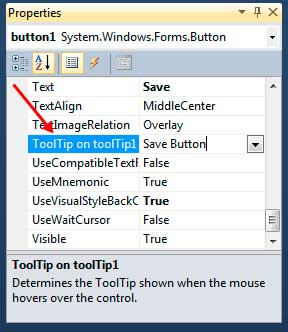 Properties
button1 System.Windows.Forms.Button
Text Save
TextAlign MiddleCenter
TextImageRelation Overlay
ToolTip on toolTip1 Save Button
UseCompatibleTextF False
UseMnemonic True
UseVisualStyleBackC True
UseWaitCursor False
Visible True
ToolTip on toolTip1
Determines the ToolTip shown when the mouse
hovers over the control.